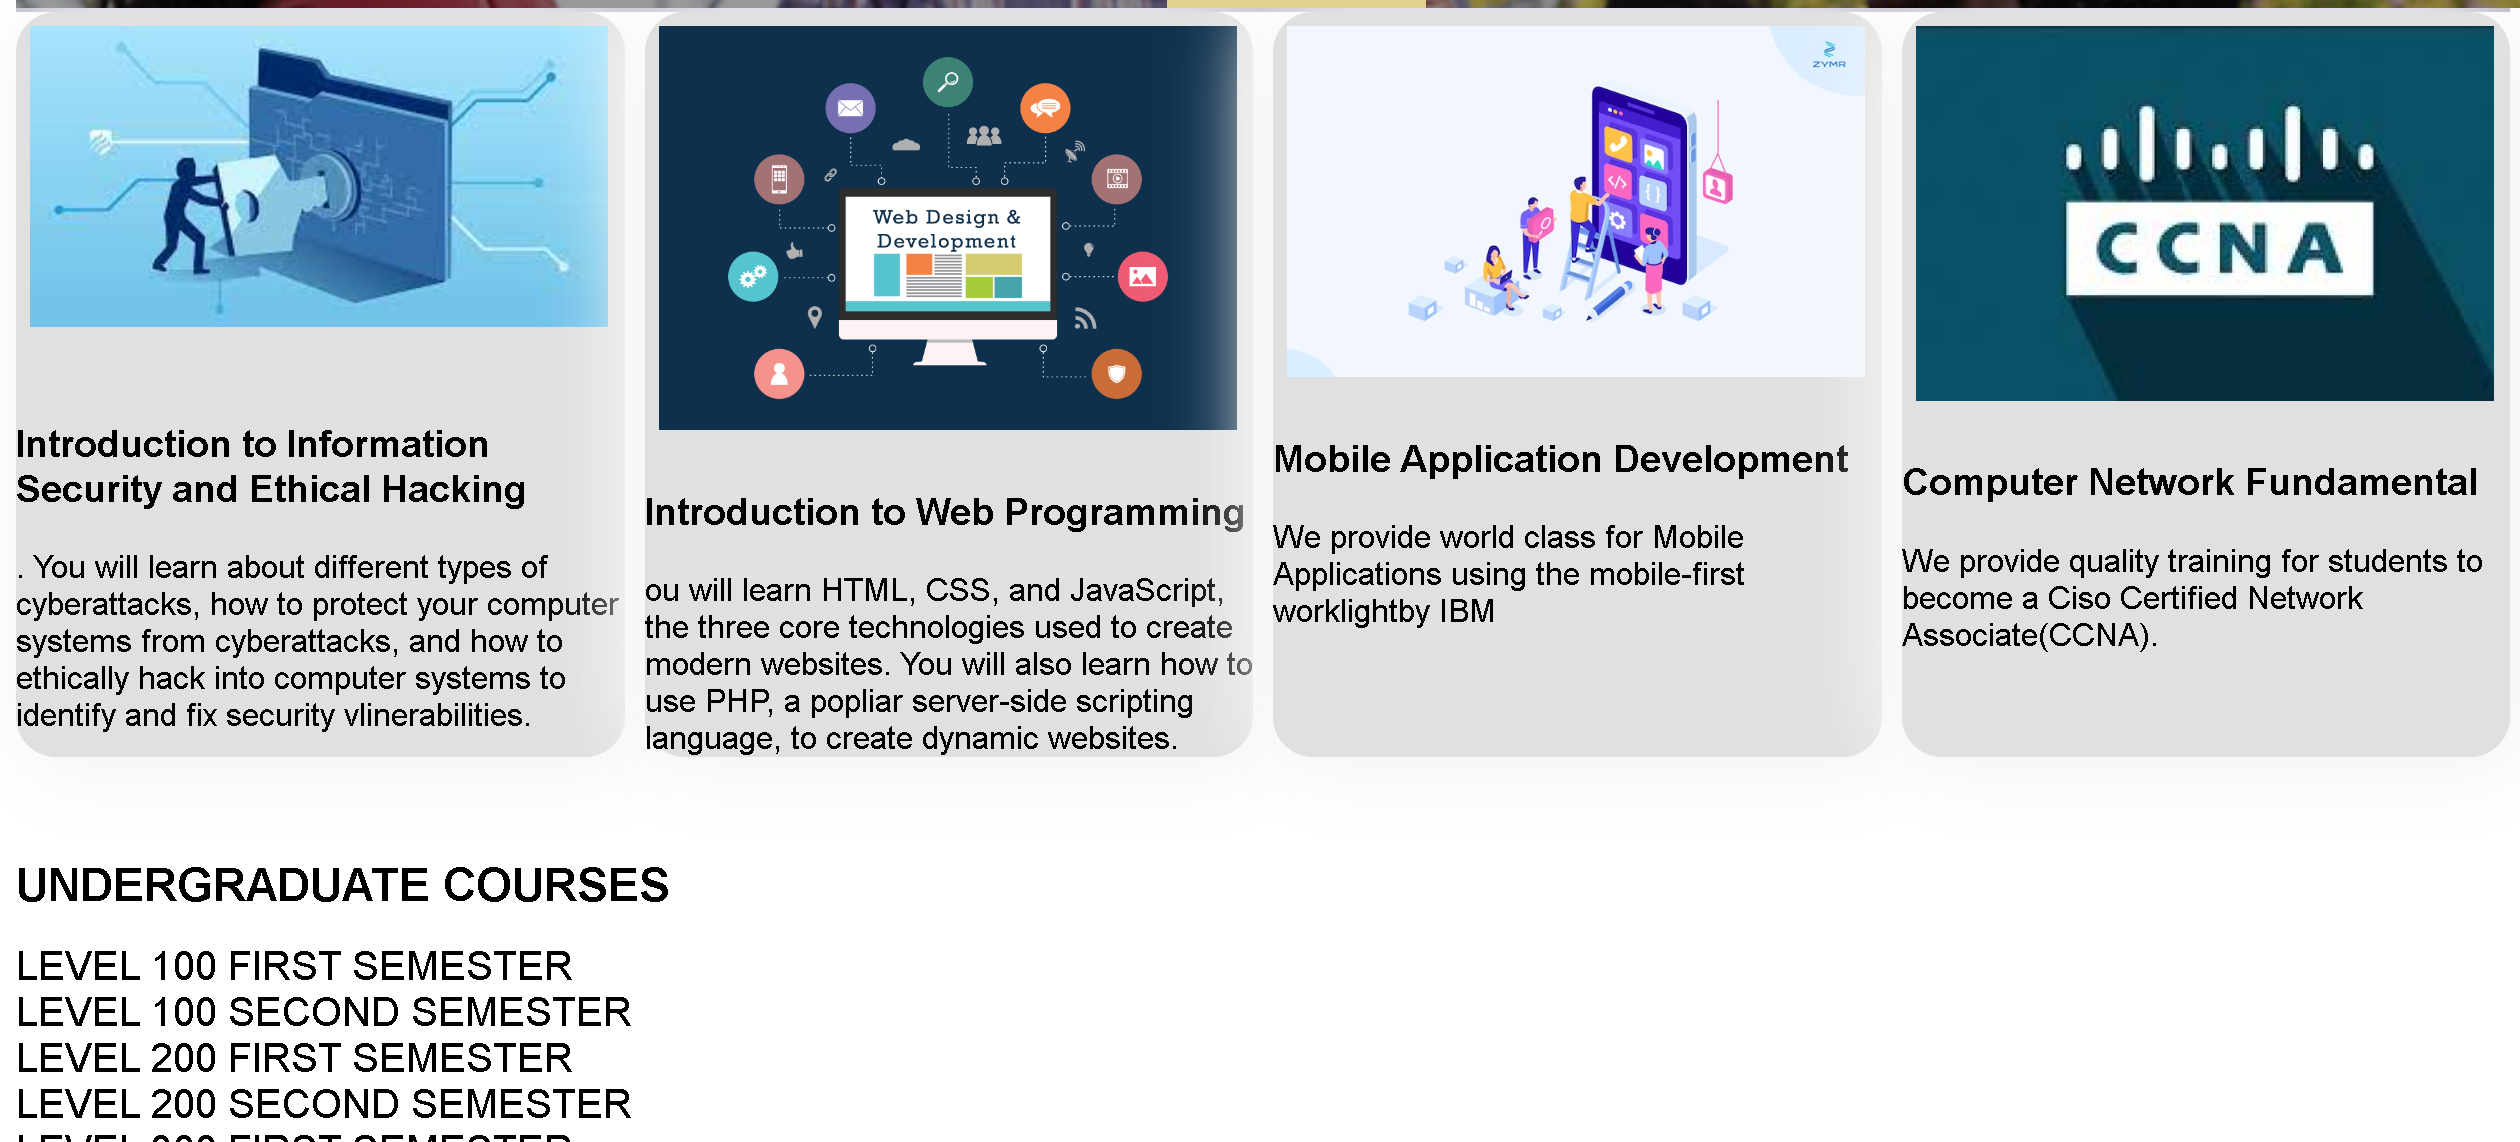 ZYMR
Web Design &
Development
CCNA
Introduction to Information
Security and Ethical Hacking
. You will learn about different types of
cyberattacks, how to protect your computer
systems from cyberattacks, and how to
ethically hack into computer systems to
identify and fix security vlinerabilities.
Introduction to Web Programming
ou will learn HTML, CSS, and JavaScript,
the three core technologies used to create
modern websites. You will also learn how to
use PHP, a popliar server-side scripting
language, to create dynamic websites.
Mobile Application Development
We provide world class for Mobile
Applications using the mobile-first
worklightby IBM
Computer Network Fundamental
We provide quality training for students to
become a Ciso Certified Network
Associate(CCNA).
UNDERGRADUATE COURSES
LEVEL 100 FIRST SEMESTER
LEVEL 100 SECOND SEMESTER
LEVEL 200 FIRST SEMESTER
LEVEL 200 SECOND SEMESTER
LEVEL 300 FIRST SEMESTER